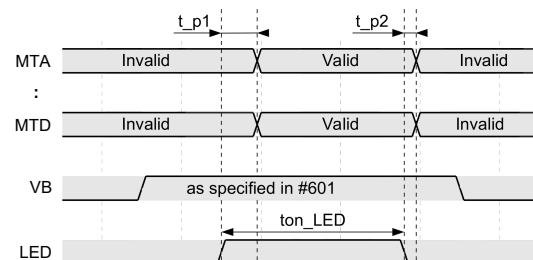 t_p1 t_p2
MTA Invalid Valid Invalid
:
MTD Invalid Valid Invalid
VB as specified in #601
ton_LED
LED